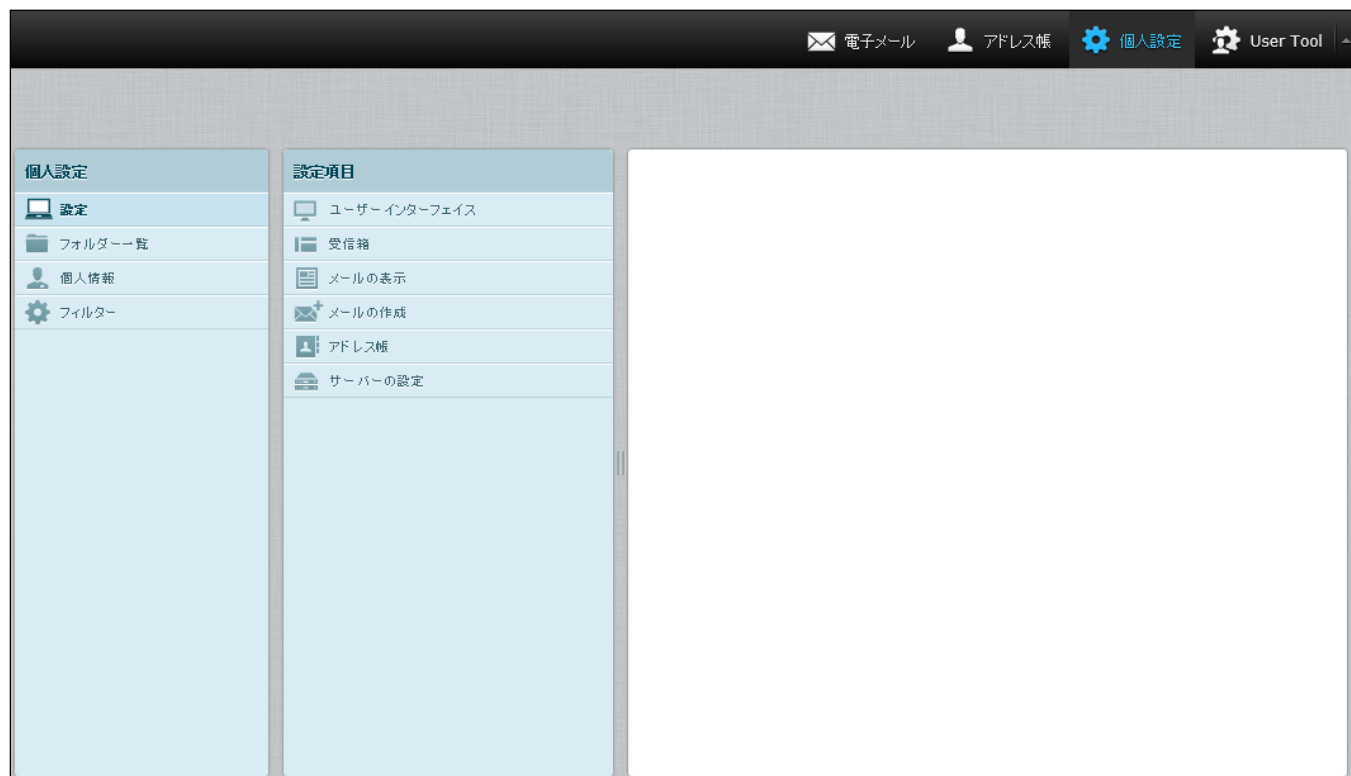 電子メール
アドレス帳
個人設定
User Tool
個人設定
設定
フォルダー一覧
個人情報
フィルター
設定項目
ユーザーインターフェイス
受信箱
メールの表示
メールの作成
アドレス帳
サーバーの設定